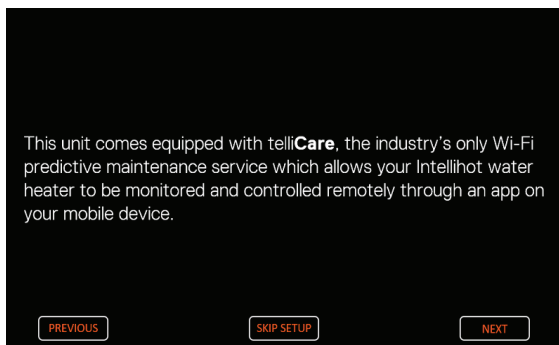 This unit comes equipped with telliCare, the industry's only Wi-Fi
predictive maintenance service which allows your Intellihot water
heater to be monitored and controlled remotely through an app on
your mobile device.
PREVIOUS
SKIP SETUP
NEXT